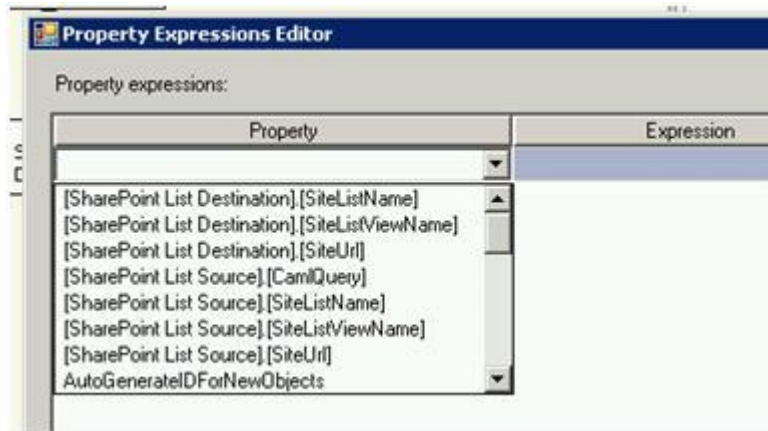 Property Expressions Editor
Property expressions:
Property Expression
[SharePoint List Destination].[SiteListName]
[SharePoint List Destination].[SiteListViewName]
[SharePoint List Destination].[SiteUrl]
[SharePoint List Source].[CamlQuery]
[SharePoint List Source].[SiteListName]
[SharePoint List Source].[SiteListViewName]
[SharePoint List Source].[SiteUrl]
AutoGenerateIDForNewObjects